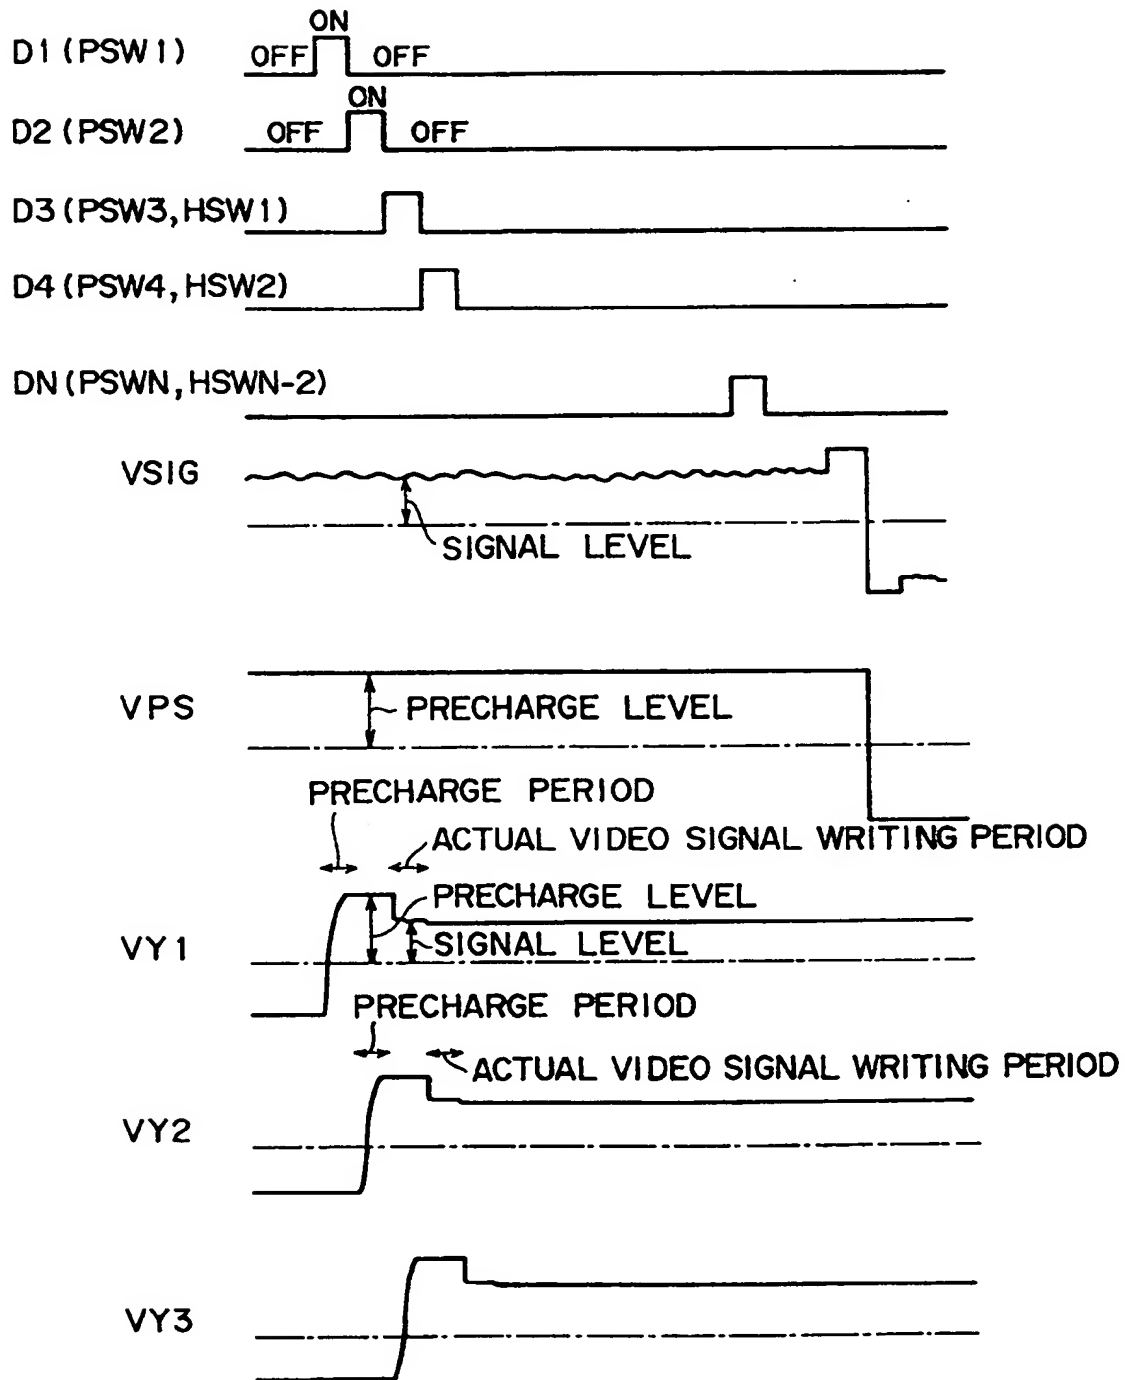 ON
D1 (PSW1) OFF OFF
ON
D2 (PSW2) OFF OFF
D3 (PSW3, HSW1)
D4 (PSW4, HSW2)
DN (PSWN, HSWN-2)
VSIG
SIGNAL LEVEL
VPS
PRECHARGE LEVEL
PRECHARGE PERIOD
ACTUAL VIDEO SIGNAL WRITING PERIOD
PRECHARGE LEVEL
VY1
SIGNAL LEVEL
PRECHARGE PERIOD
ACTUAL VIDEO SIGNAL WRITING PERIOD
VY2
VY3